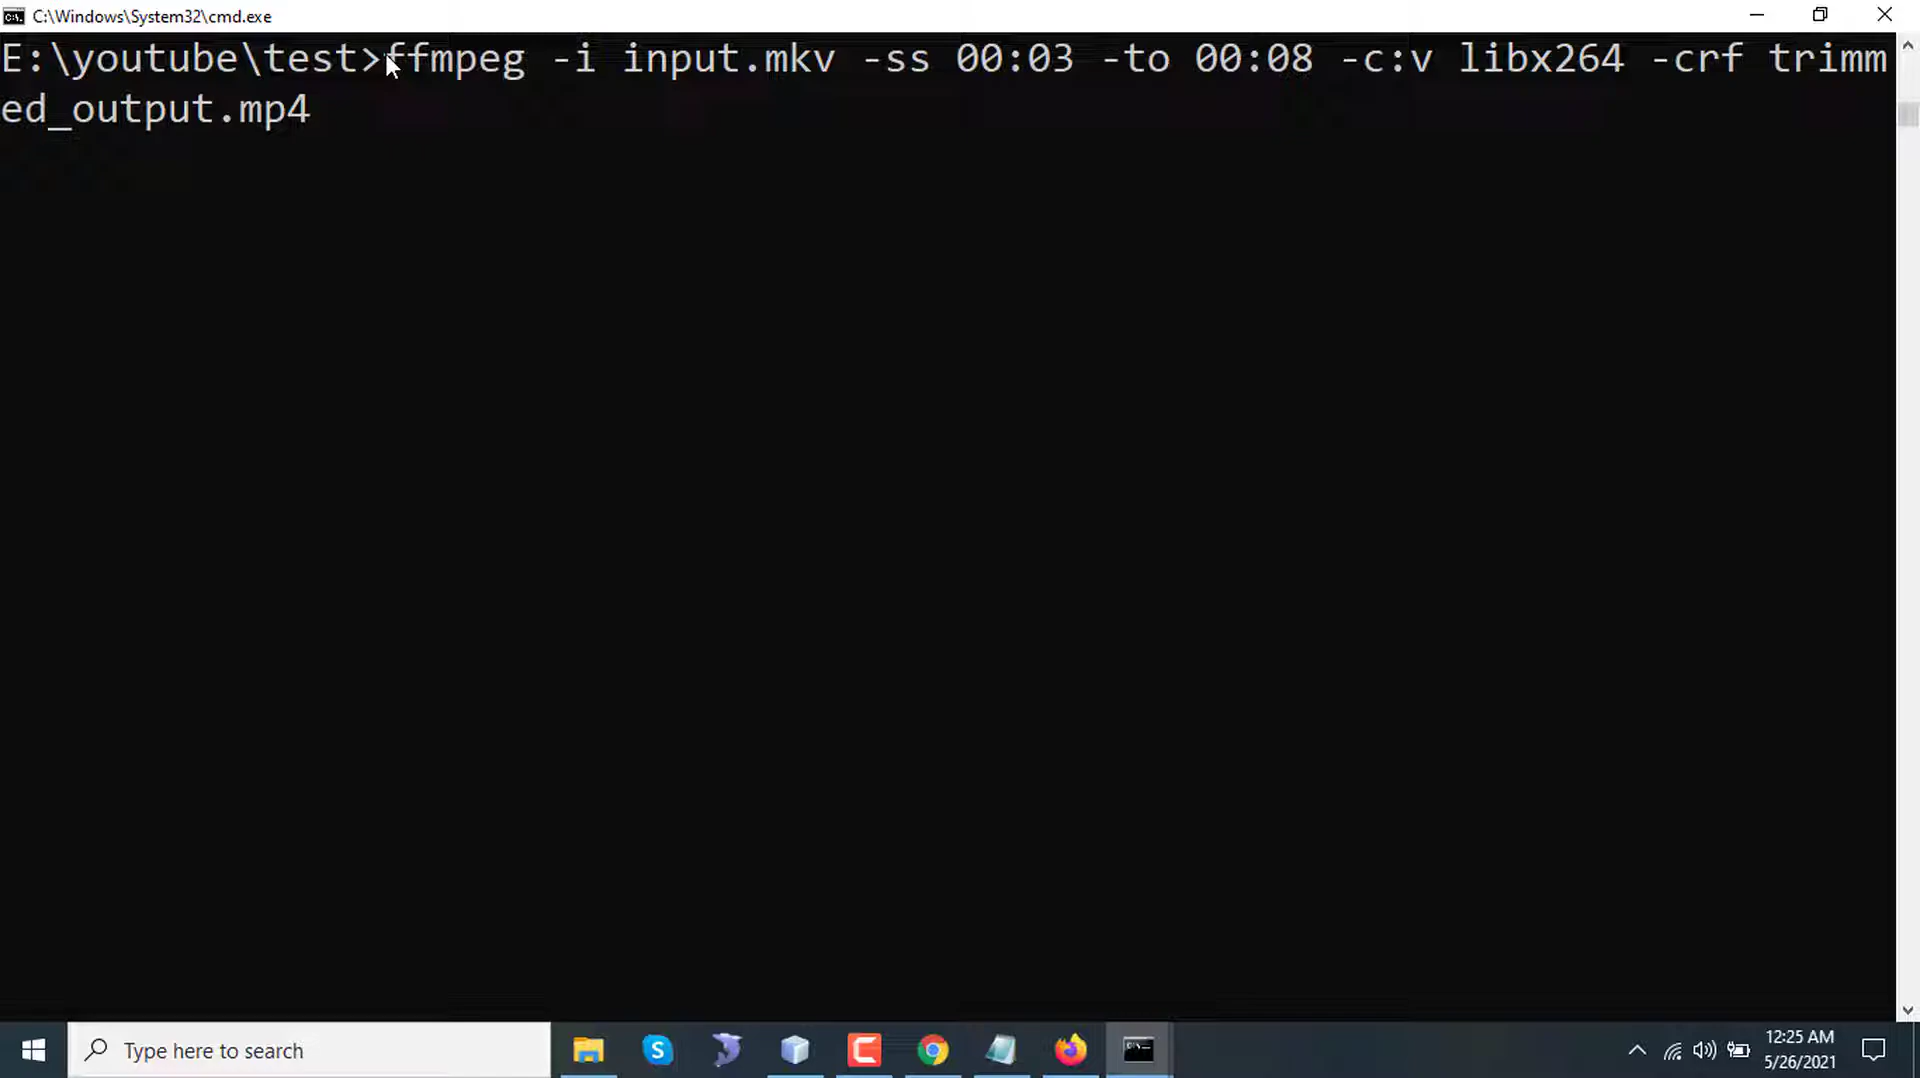 C:\Windows\System32\cmd.exe
E:\youtube\test>ffmpeg -i input.mkv -ss 00:03 -to 00:08 -c:v libx264 -crf trimm
ed_output.mp4
Type here to search
12:25 AM
5/26/2021